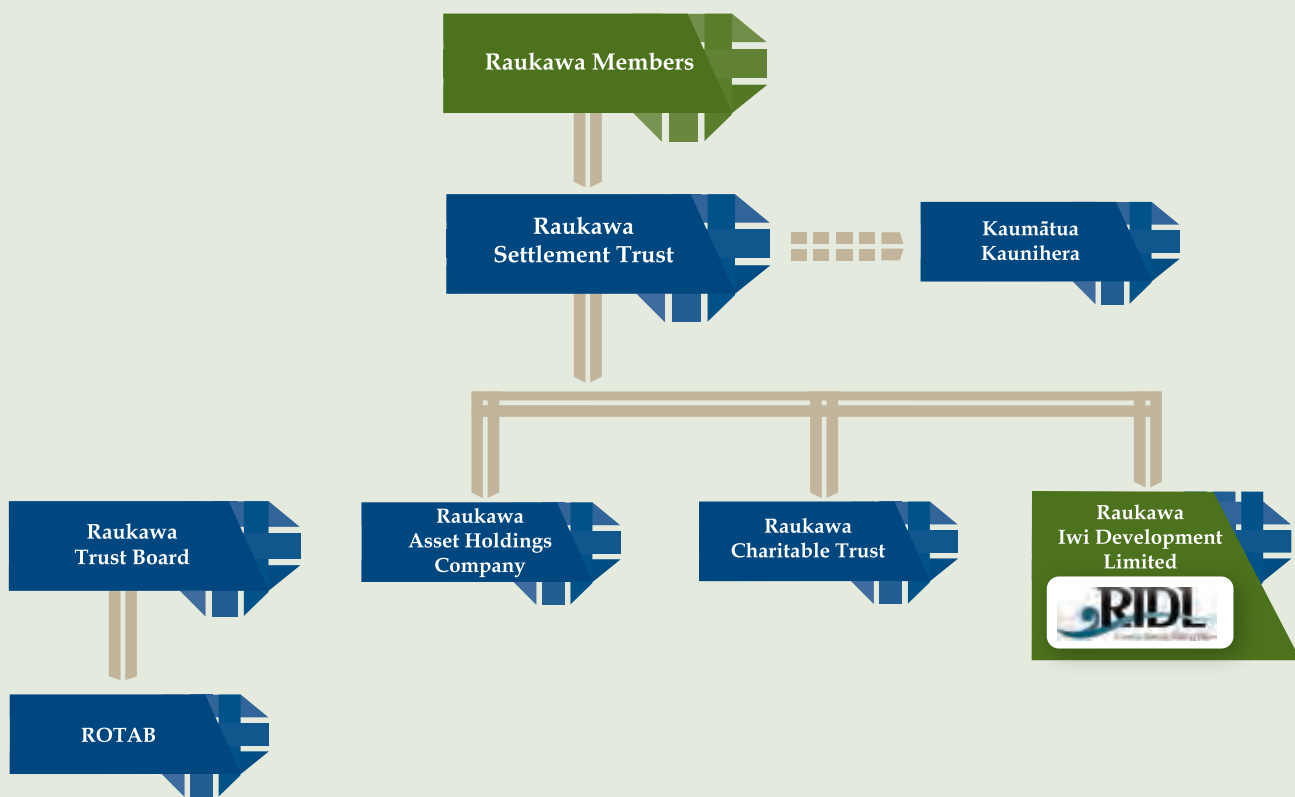 Raukawa Members
Raukawa
Settlement Trust
Kaumātua
Kaunihera
Raukawa
Trust Board
Raukawa
Asset Holdings
Company
Raukawa
Charitable Trust
Raukawa
Iwi Development
Limited
RIDL
ROTAB